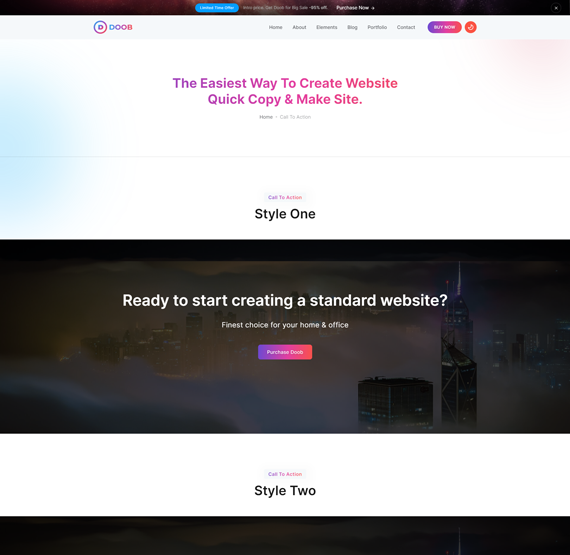 Limited Time Offer Intro price. Get Doob for Big Sale -95% off. Purchase Now
DOOB Home About Elements Blog Portfolio Contact BUY NOW
The Easiest Way To Create Website
Quick Copy & Make Site.
Home Call To Action
Call To Action
Style One
Ready to start creating a standard website?
Finest choice for your home & office
Purchase Doob
Call To Action
Style Two